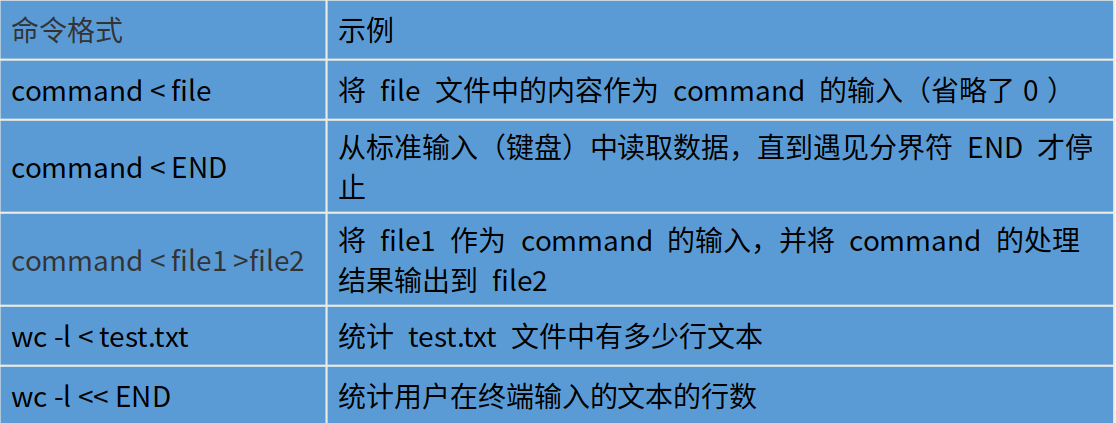 命令格式
示例
command < file
将 file 文件中的内容作为 command 的输入（省略了 0 ）
command < END
从标准输入（键盘）中读取数据，直到遇见分界符 END 才停
止
command < file1 >file2
将 file1 作为 command 的输入，并将 command 的处理
结果输出到 file2
wc -l < test.txt
统计 test.txt 文件中有多少行文本
wc -l << END
统计用户在终端输入的文本的行数